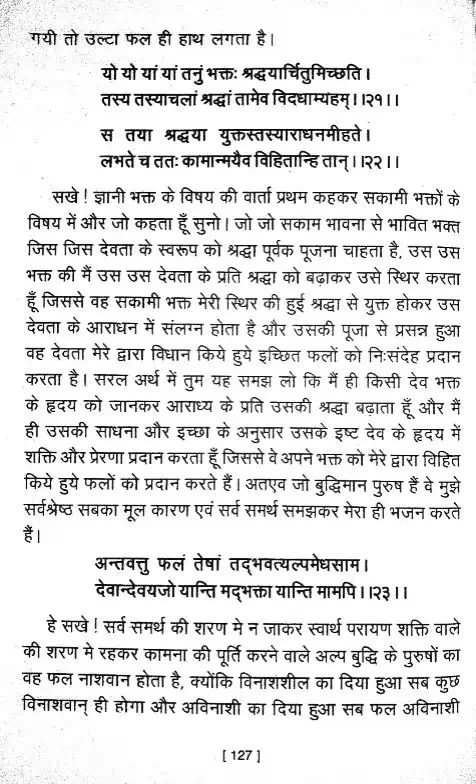 गयी तो उल्टा फल ही हाथ लगता है।
यो यो यां यां तनुं भक्तः श्रद्धयार्चितुमिच्छति।
तस्य तस्याचलां श्रद्धां तामेव विदधाम्यहम्।।२१।।
स तया श्रद्धया युक्तस्तस्याराधनमीहते।
लभते च ततः कामान्मयैव विहितान्हि तान्।।२२।।
सखे ! ज्ञानी भक्त के विषय की वार्ता प्रथम कहकर सकामी भक्तों के
विषय में और जो कहता हूँ सुनो। जो जो सकाम भावना से भावित भक्त
जिस जिस देवता के स्वरूप को श्रद्धा पूर्वक पूजना चाहता है, उस उस
भक्त की मैं उस उस देवता के प्रति श्रद्धा को बढ़ाकर उसे स्थिर करता
हूँ जिससे वह सकामी भक्त मेरी स्थिर की हुई श्रद्धा से युक्त होकर उस
देवता के आराधन में संलग्न होता है और उसकी पूजा से प्रसन्न हुआ
वह देवता मेरे द्वारा विधान किये हुये इच्छित फलों को निःसंदेह प्रदान
करता है। सरल अर्थ में तुम यह समझ लो कि मैं ही किसी देव भक्त
के हृदय को जानकर आराध्य के प्रति उसकी श्रद्धा बढ़ाता हूँ और मैं
ही उसकी साधना और इच्छा के अनुसार उसके इष्ट देव के हृदय में
शक्ति और प्रेरणा प्रदान करता हूँ जिससे वे अपने भक्त को मेरे द्वारा विहित
किये हुये फलों को प्रदान करते हैं। अतएव जो बुद्धिमान पुरुष हैं वे मुझे
सर्वश्रेष्ठ सबका मूल कारण एवं सर्व समर्थ समझकर मेरा ही भजन करते
हैं।
अन्तवत्तु फलं तेषां तद्भवत्यल्पमेधसाम।
देवान्देवयजो यान्ति मद्भक्ता यान्ति मामपि।।२३।।
हे सखे ! सर्व समर्थ की शरण मे न जाकर स्वार्थ परायण शक्ति वाले
की शरण मे रहकर कामना की पूर्ति करने वाले अल्प बुद्धि के पुरुषों का
वह फल नाशवान होता है, क्योंकि विनाशशील का दिया हुआ सब कुछ
विनाशवान् ही होगा और अविनाशी का दिया हुआ सब फल अविनाशी
[ 127 ]